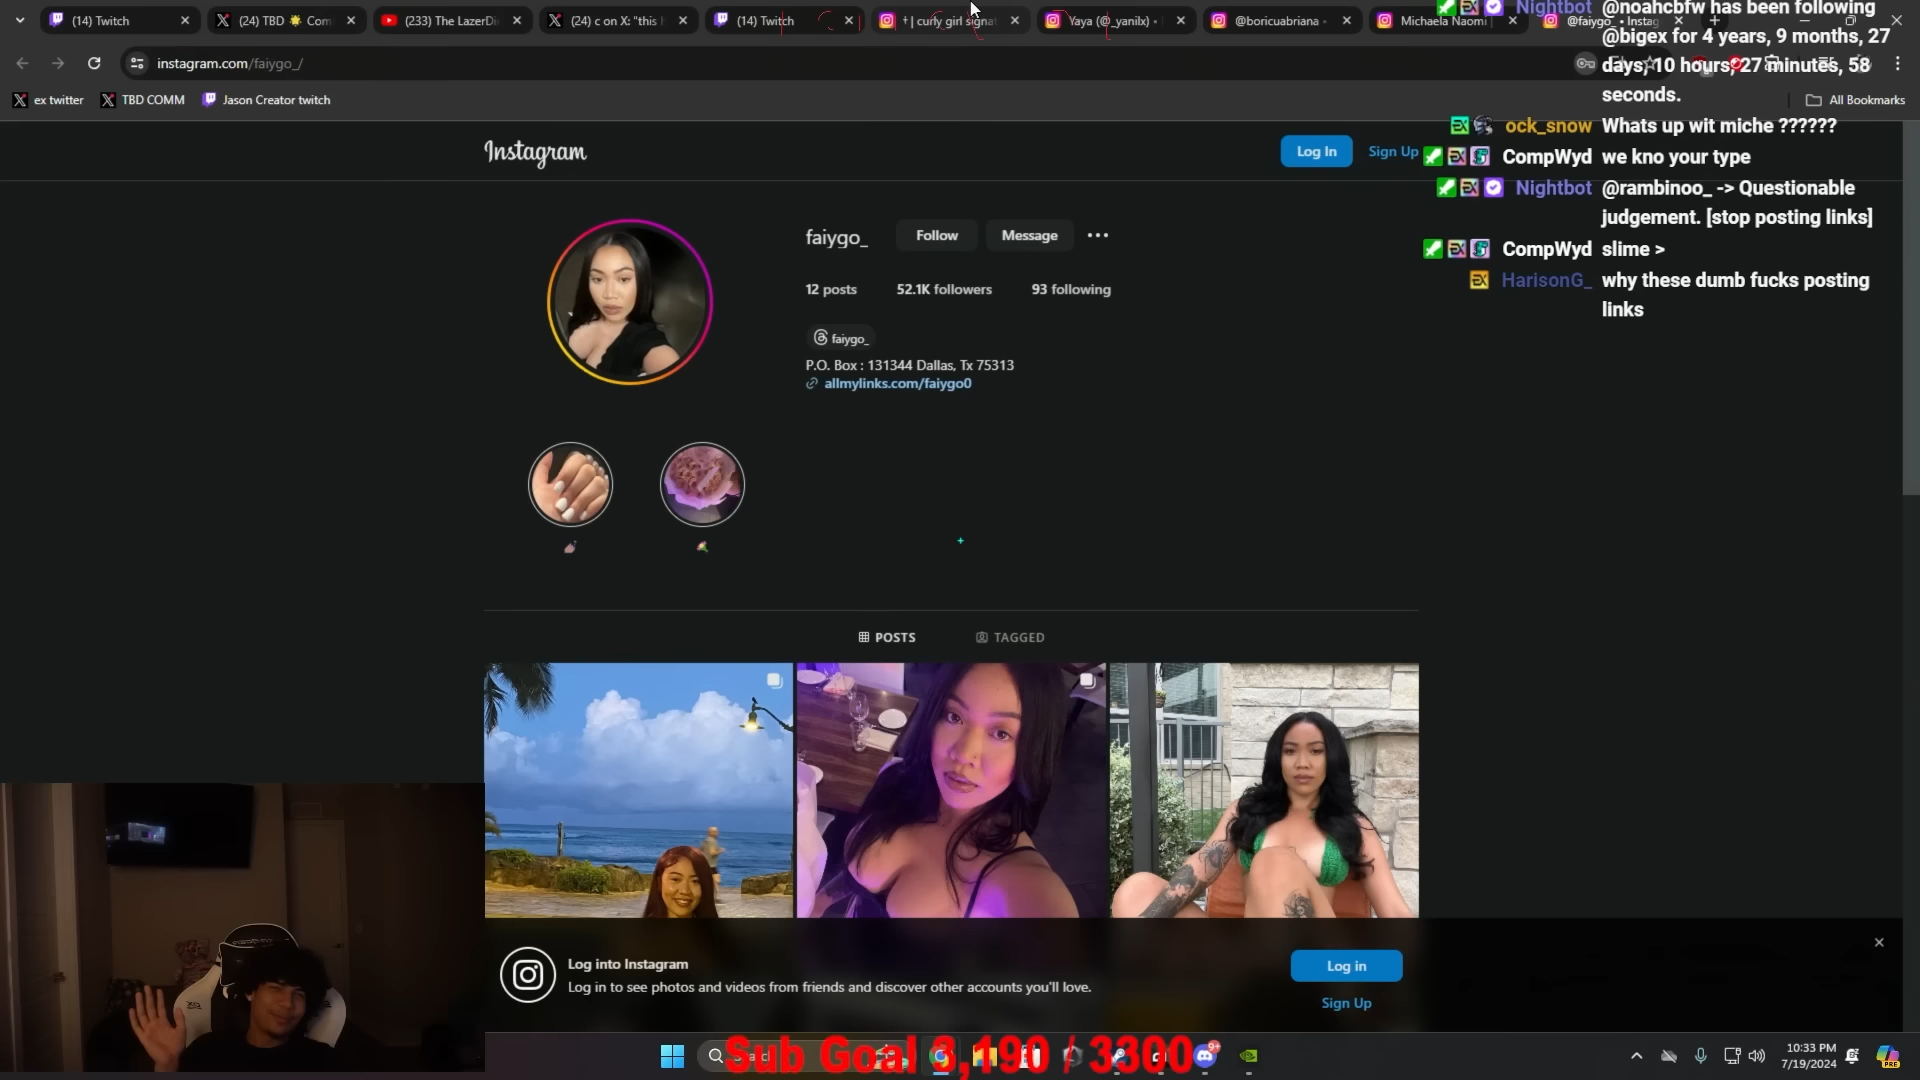 (14) Twitch
(24) TBD ☀️ Com
(233) The LazerDi
(24) c on X: "this
(14) Twitch
| curly girl signat
Yaya (@_yanilx) •
@boricuabriana •
Michaela Naomi |
@faiygo_ • Instag
instagram.com/faiygo_/
ex twitter
TBD COMM
Jason Creator twitch
All Bookmarks
Nightbot @noahcbfw has been following
@bigex for 4 years, 9 months, 27
days, 10 hours, 27 minutes, 58
seconds.
ock_snow Whats up wit miche ??????
CompWyd we kno your type
Nightbot @rambinoo_ -> Questionable
judgement. [stop posting links]
CompWyd slime >
HarisonG_ why these dumb fucks posting
links
Instagram
Log In
Sign Up
faiygo_
Follow
Message
12 posts
52.1K followers
93 following
faiygo_
P.O. Box : 131344 Dallas, Tx 75313
allmylinks.com/faiygo0
POSTS
TAGGED
Log into Instagram
Log in to see photos and videos from friends and discover other accounts you'll love.
Log in
Sign Up
Sub Goal 3,190 / 3300
9+
10:33 PM
7/19/2024
PRE